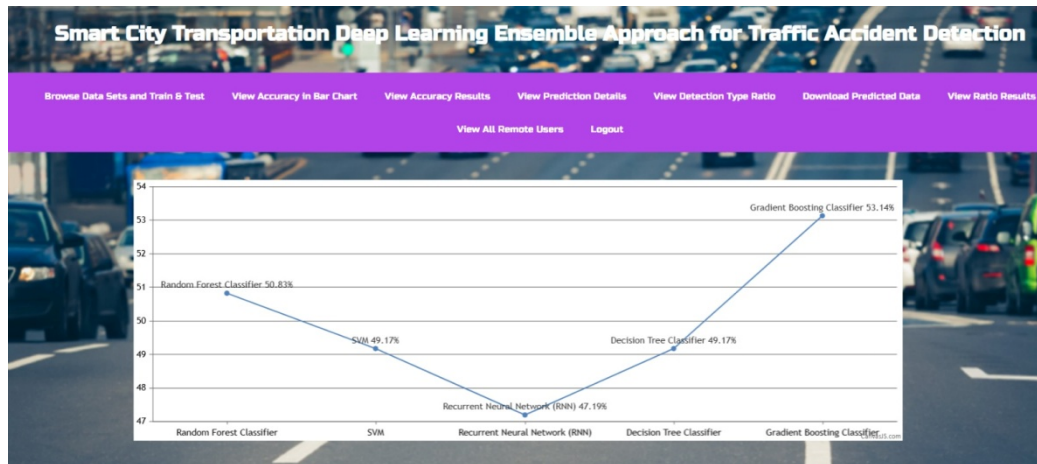 Smart City Transportation Deep Learning Ensemble Approach for Traffic Accident Detection
Browse Data Sets and Train & Test View Accuracy in Bar Chart View Accuracy Results View Prediction Details View Detection Type Ratio Download Predicted Data View Ratio Results
View All Remote Users Logout
54
Gradient Boosting Classifier 53.14%
53
52
51
Random Forest Classifier 50.83%
50
SVM 49.17% Decision Tree Classifier 49.17%
49
48
Recurrent Neural Network (RNN) 47.19%
47
Random Forest Classifier SVM Recurrent Neural Network (RNN) Decision Tree Classifier Gradient Boosting Classifier